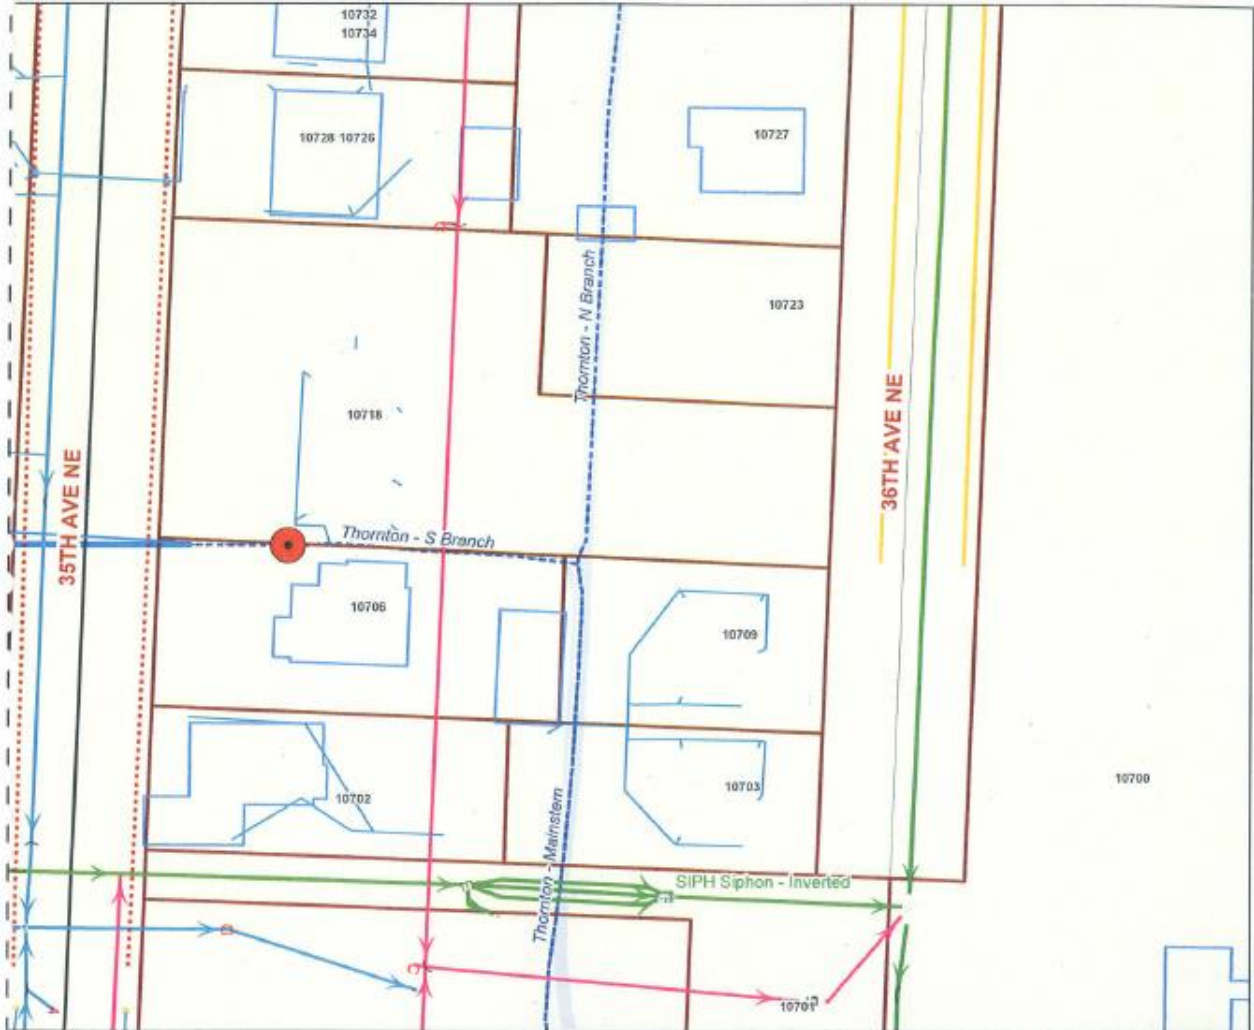 10732
10734
10728 10726
10727
Thornton - N Branch
10723
10718
36TH AVE NE
35TH AVE NE
Thornton - S Branch
10706
10709
10700
10702
10703
Thornton - Mainstem
SIPH Siphon - Inverted
10701